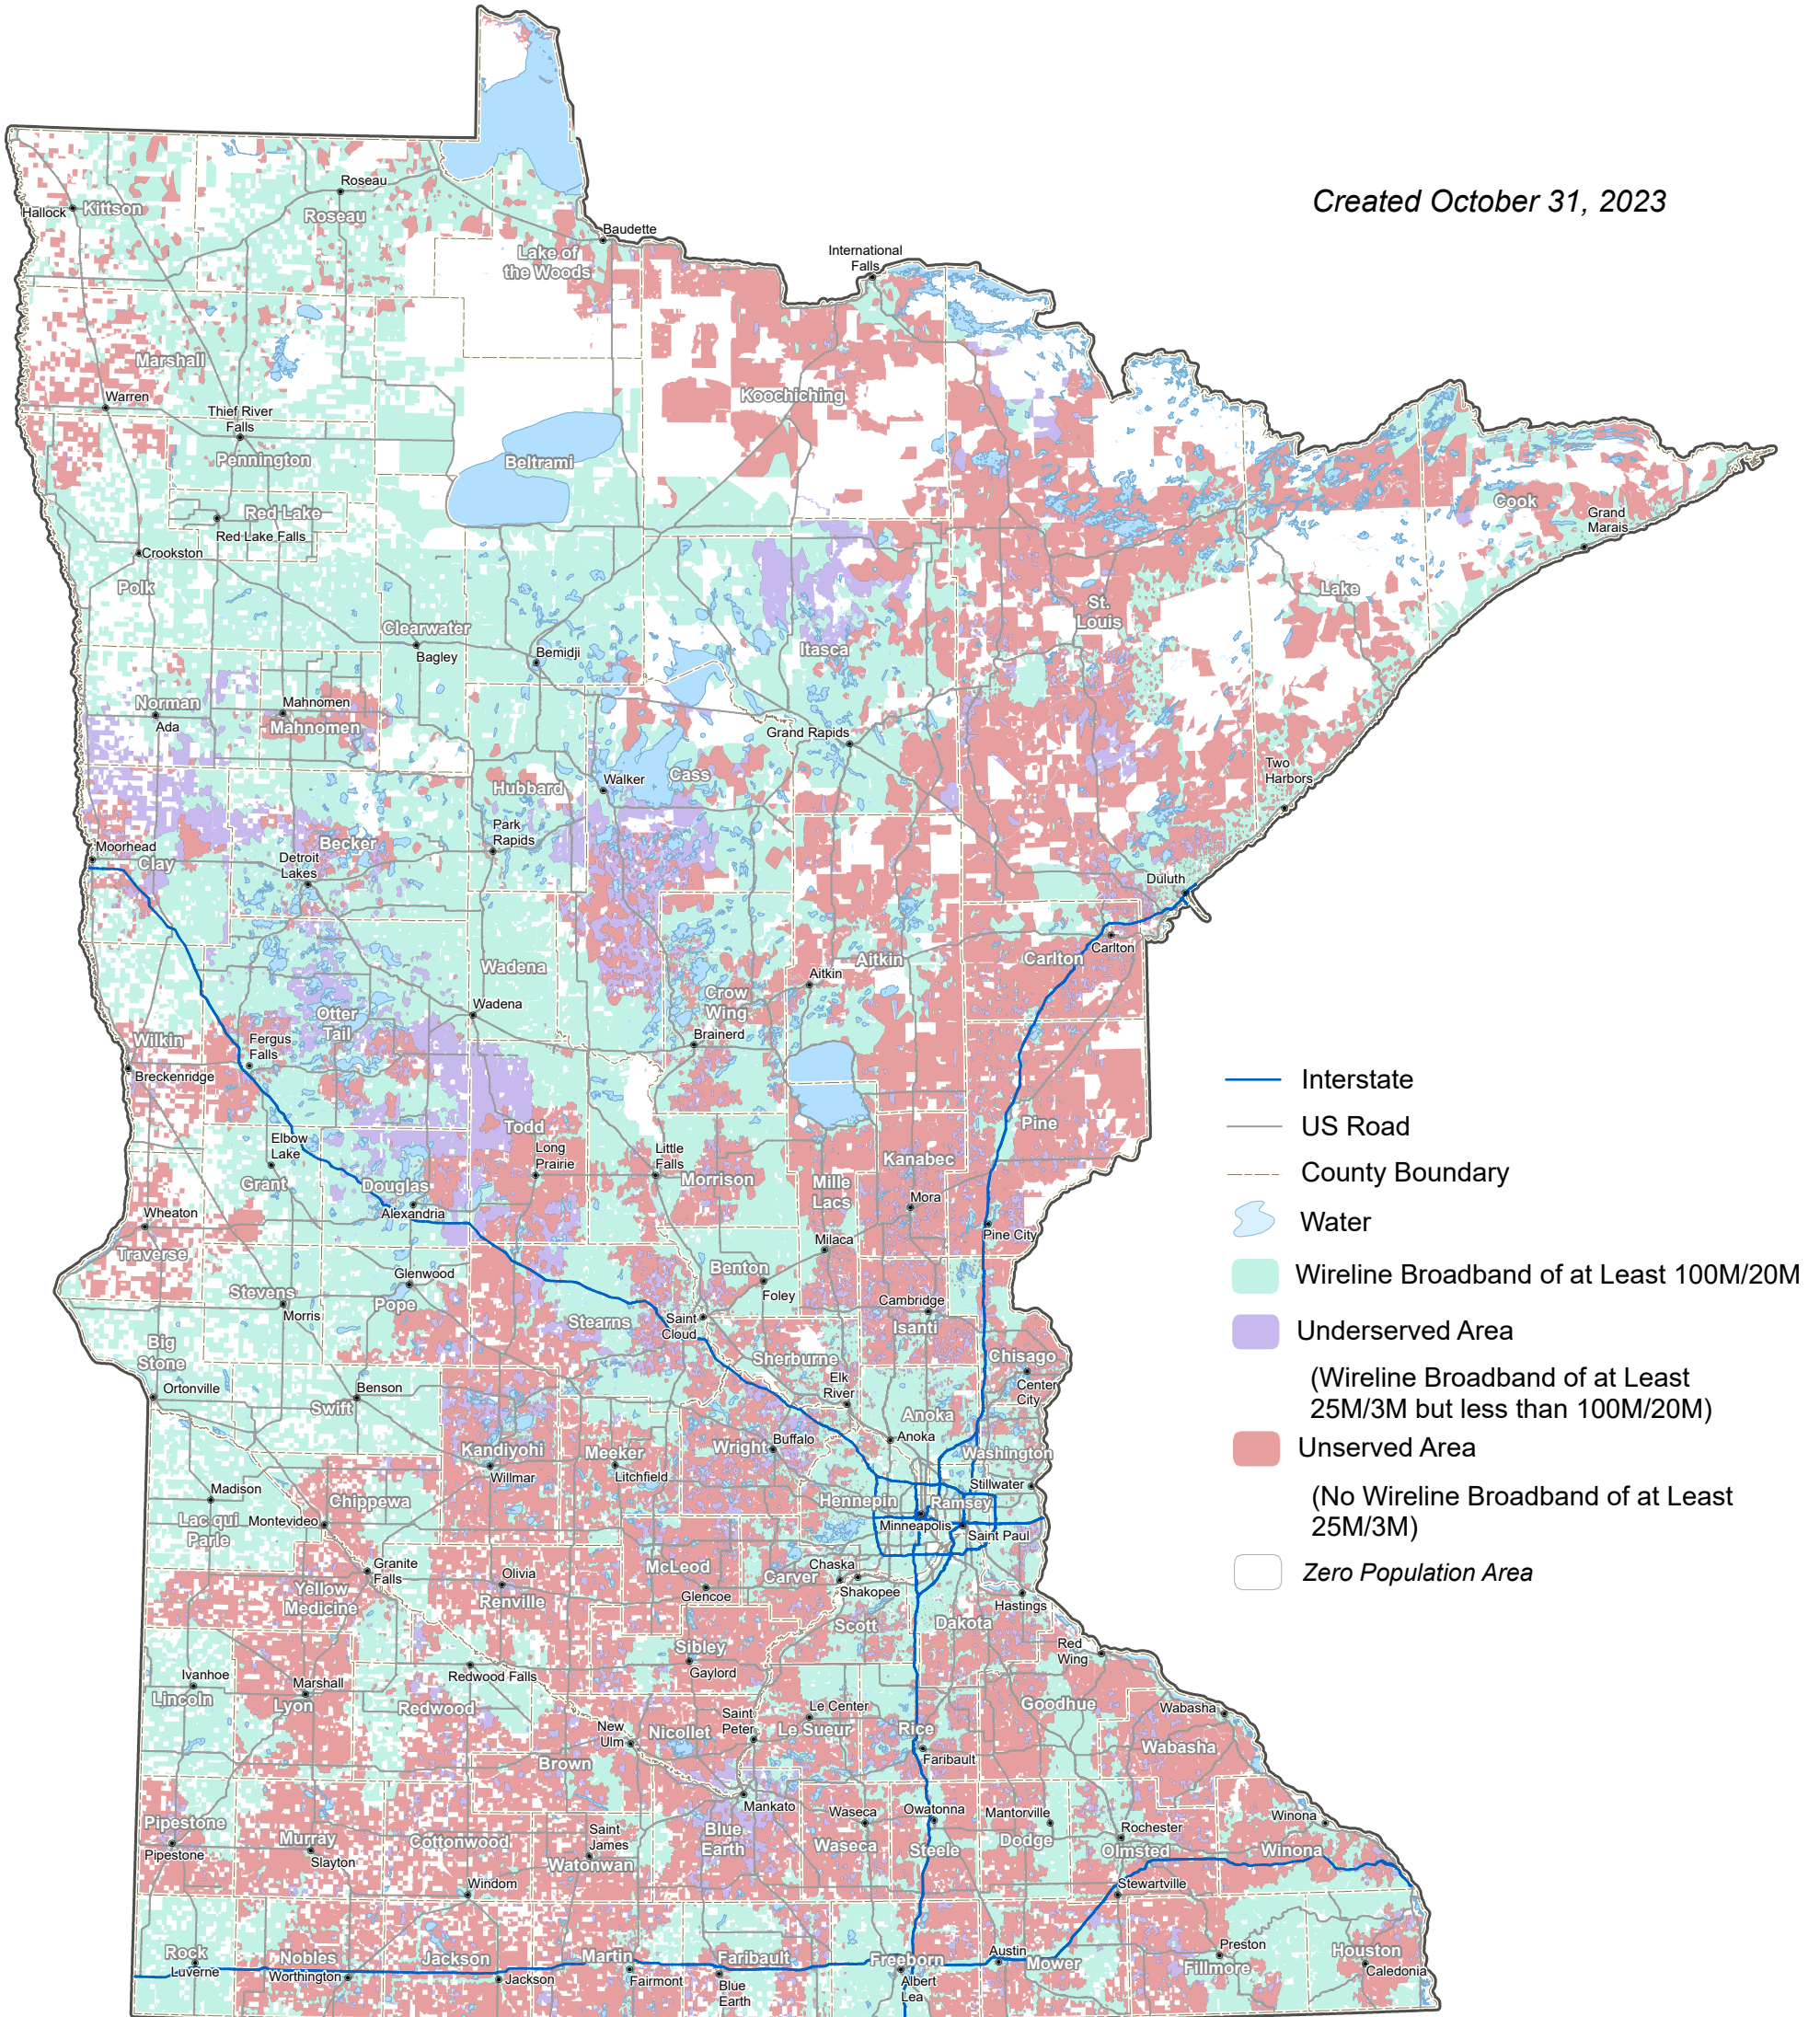 Created October 31, 2023
Roseau
Hallock
Kittson
Roseau
Baudette
Lake of
the Woods
International
Falls
Marshall
Warren
Thief River
Falls
Koochiching
Pennington
Beltrami
Red Lake
Red Lake Falls
Cook
Grand
Marais
Crookston
Polk
Lake
St.
Louis
Clearwater
Bagley
Bemidji
Itasca
Norman
Ada
Mahnomen
Mahnomen
Grand Rapids
Two
Harbors
Hubbard
Walker
Cass
Park
Rapids
Moorhead
Clay
Becker
Detroit
Lakes
Duluth
Carlton
Wadena
Aitkin
Aitkin
Carlton
Crow
Wing
Wadena
Otter
Tail
Brainerd
Wilkin
Fergus
Falls
Breckenridge
Interstate
US Road
County Boundary
Water
Wireline Broadband of at Least 100M/20M
Underserved Area
(Wireline Broadband of at Least
25M/3M but less than 100M/20M)
Unserved Area
(No Wireline Broadband of at Least
25M/3M)
Zero Population Area
Todd
Pine
Elbow
Lake
Long
Prairie
Little
Falls
Kanabec
Grant
Douglas
Morrison
Mille
Lacs
Mora
Alexandria
Wheaton
Pine City
Traverse
Milaca
Glenwood
Benton
Foley
Stevens
Morris
Pope
Cambridge
Stearns
Saint
Cloud
Isanti
Big
Stone
Sherburne
Chisago
Elk
River
Center
City
Ortonville
Benson
Swift
Anoka
Anoka
Kandiyohi
Willmar
Meeker
Litchfield
Wright
Buffalo
Washington
Stillwater
Madison
Chippewa
Hennepin
Ramsey
Lac qui
Parle
Montevideo
Minneapolis
Saint Paul
Granite
Falls
McLeod
Chaska
Olivia
Carver
Shakopee
Yellow
Medicine
Renville
Glencoe
Hastings
Scott
Dakota
Sibley
Gaylord
Red
Wing
Ivanhoe
Lincoln
Marshall
Lyon
Redwood Falls
Redwood
Goodhue
Wabasha
New
Ulm
Nicollet
Saint
Peter
Le Center
Le Sueur
Rice
Faribault
Wabasha
Brown
Mankato
Pipestone
Pipestone
Murray
Slayton
Cottonwood
Saint
James
Watonwan
Blue
Earth
Waseca
Waseca
Owatonna
Steele
Mantorville
Dodge
Rochester
Olmsted
Winona
Winona
Windom
Stewartville
Rock
Luverne
Nobles
Worthington
Jackson
Jackson
Martin
Fairmont
Faribault
Blue
Earth
Freeborn
Albert
Lea
Austin
Mower
Preston
Fillmore
Houston
Caledonia